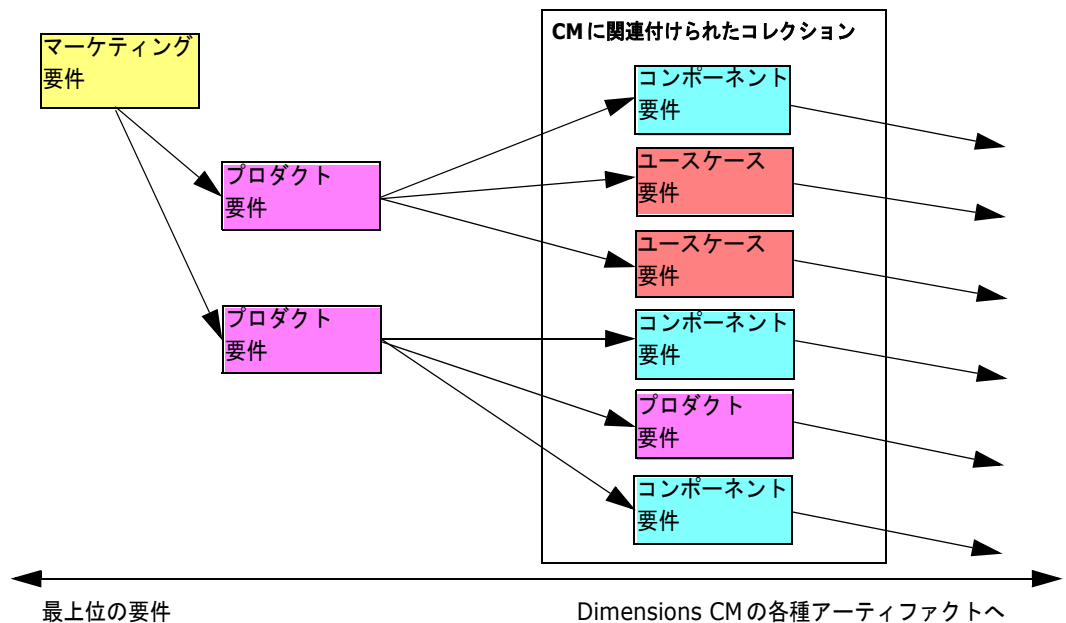 CMに関連付けられたコレクション
マーケティング
要件
プロダクト
要件
プロダクト
要件
コンポーネント
要件
ユースケース
要件
ユースケース
要件
コンポーネント
要件
プロダクト
要件
コンポーネント
要件
最上位の要件
Dimensions CMの各種アーティファクトへ